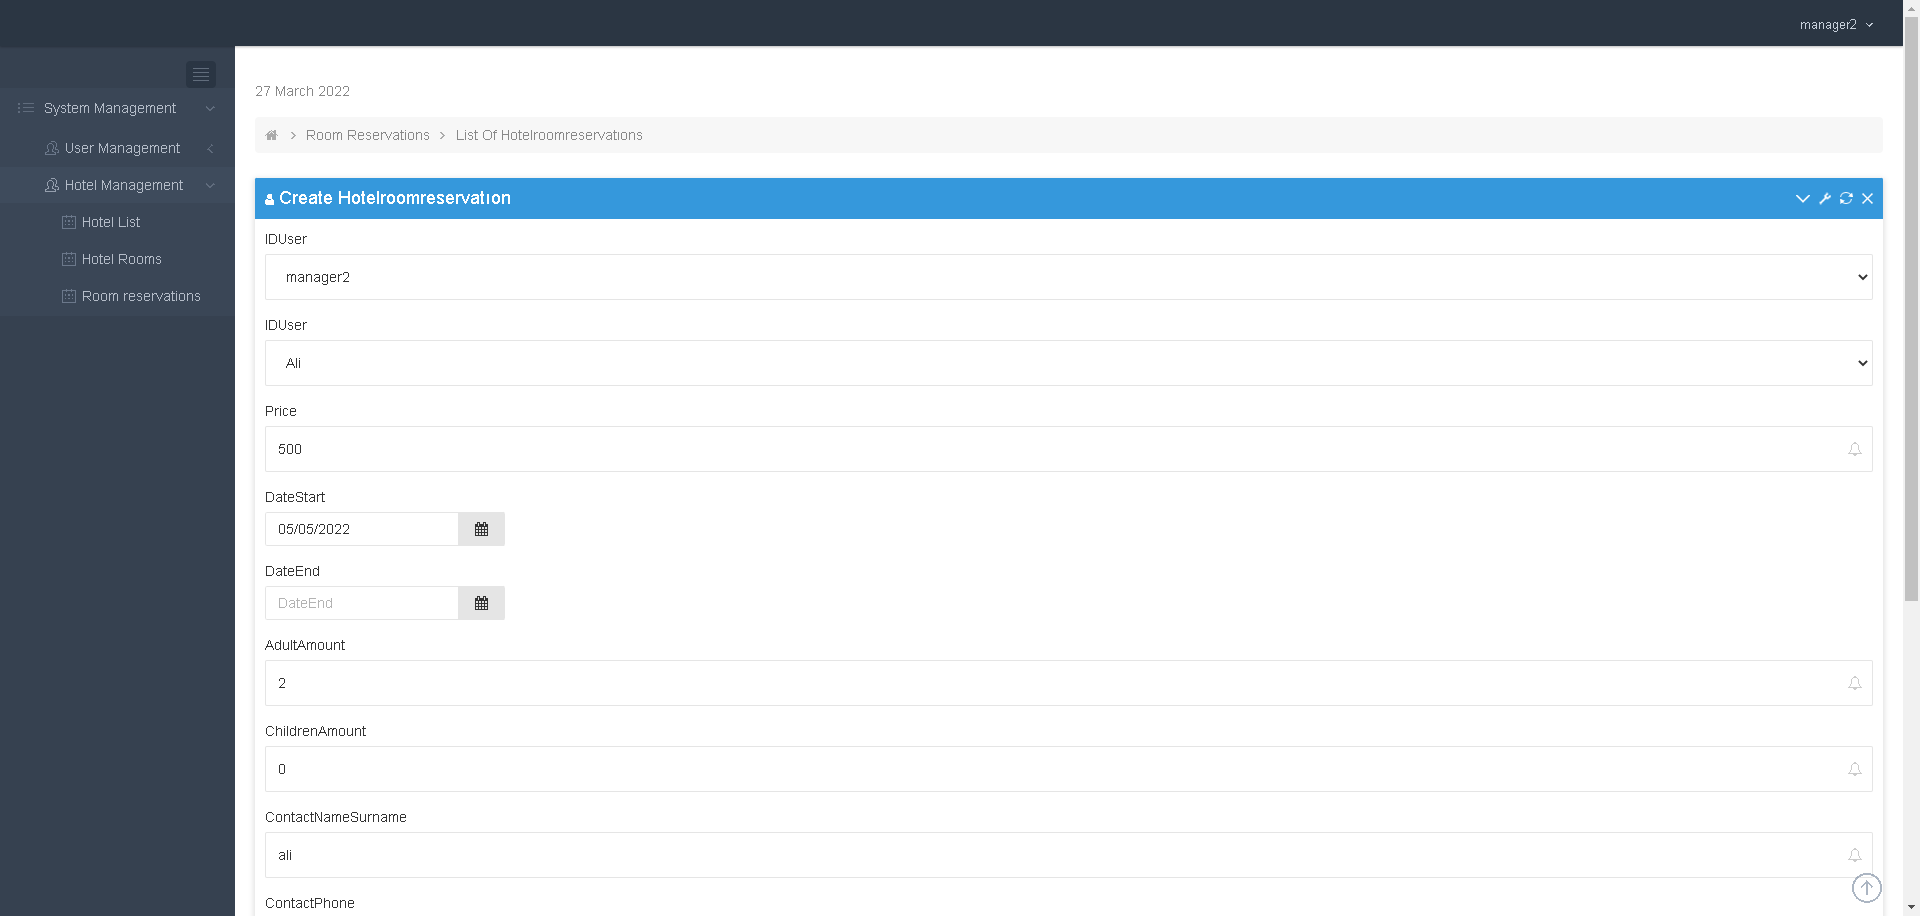 manager2
System Management
User Management
Hotel Management
Hotel List
Hotel Rooms
Room reservations
27 March 2022
Room Reservations > List Of Hotelroomreservations
Create Hotelroomreservation
IDUser
manager2
IDUser
Ali
Price
500
DateStart
05/05/2022
DateEnd
DateEnd
AdultAmount
2
ChildrenAmount
0
ContactNameSurname
ali
ContactPhone